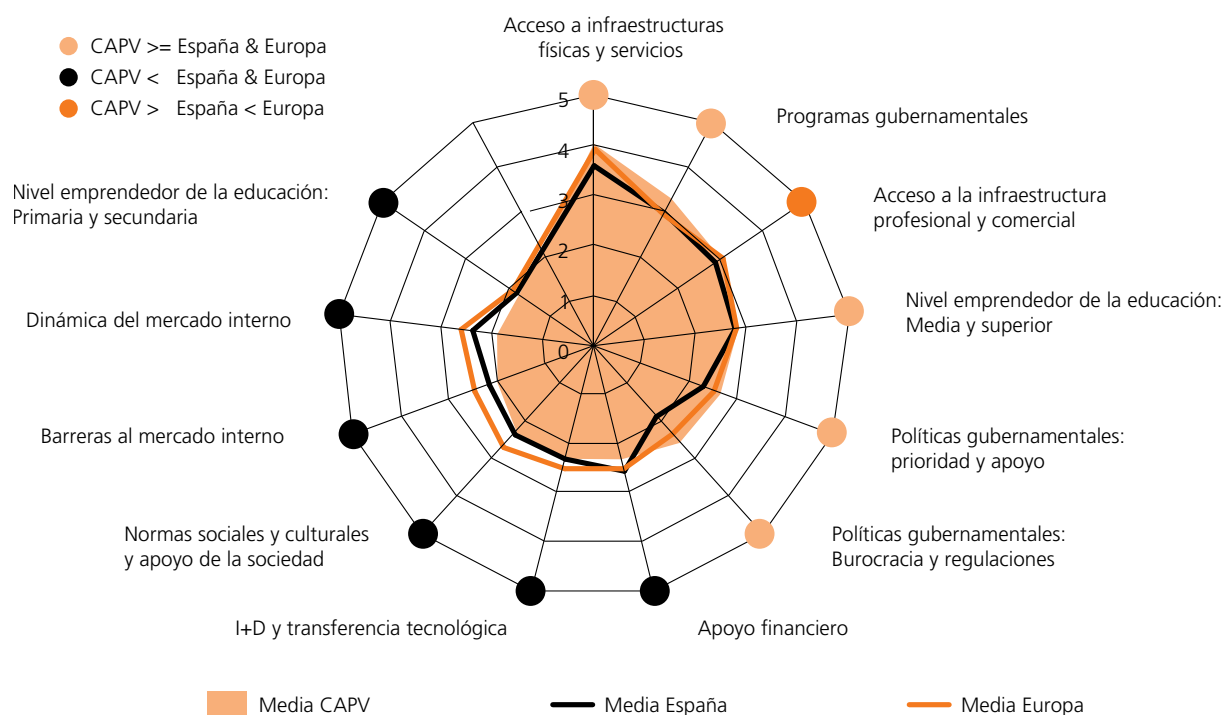 Acceso a infraestructuras
físicas y servicios
CAPV >= España & Europa
CAPV < España & Europa
CAPV > España < Europa
5
4
3
2
1
0
Programas gubernamentales
Acceso a la infraestructura
profesional y comercial
Nivel emprendedor de la educación:
Media y superior
Políticas gubernamentales:
prioridad y apoyo
Políticas gubernamentales:
Burocracia y regulaciones
Apoyo financiero
I+D y transferencia tecnológica
Normas sociales y culturales
y apoyo de la sociedad
Barreras al mercado interno
Dinámica del mercado interno
Nivel emprendedor de la educación:
Primaria y secundaria
Media CAPV
Media España
Media Europa